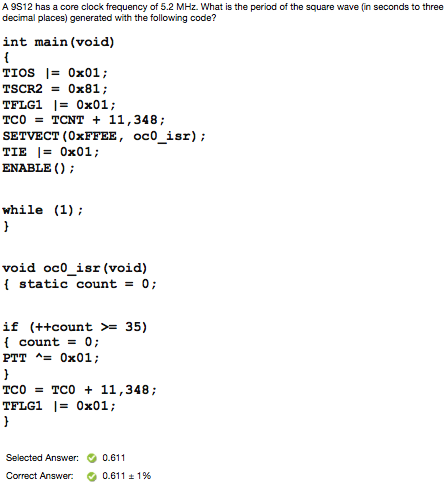 A 9S12 has a core clock frequency of 5.2 MHz. What is the period of the square wave (in seconds to three
decimal places) generated with the following code?
int main(void)
{
TIOS |= 0x01;
TSCR2 = 0x81;
TFLG1 |= 0x01;
TC0 = TCNT + 11,348;
SETVECT(0xFFEE, oc0_isr);
TIE |= 0x01;
ENABLE();
while (1);
}
void oc0_isr(void)
{ static count = 0;
if (++count >= 35)
{ count = 0;
PTT ^= 0x01;
}
TC0 = TC0 + 11,348;
TFLG1 |= 0x01;
}
Selected Answer: 0.611
Correct Answer: 0.611 ± 1%